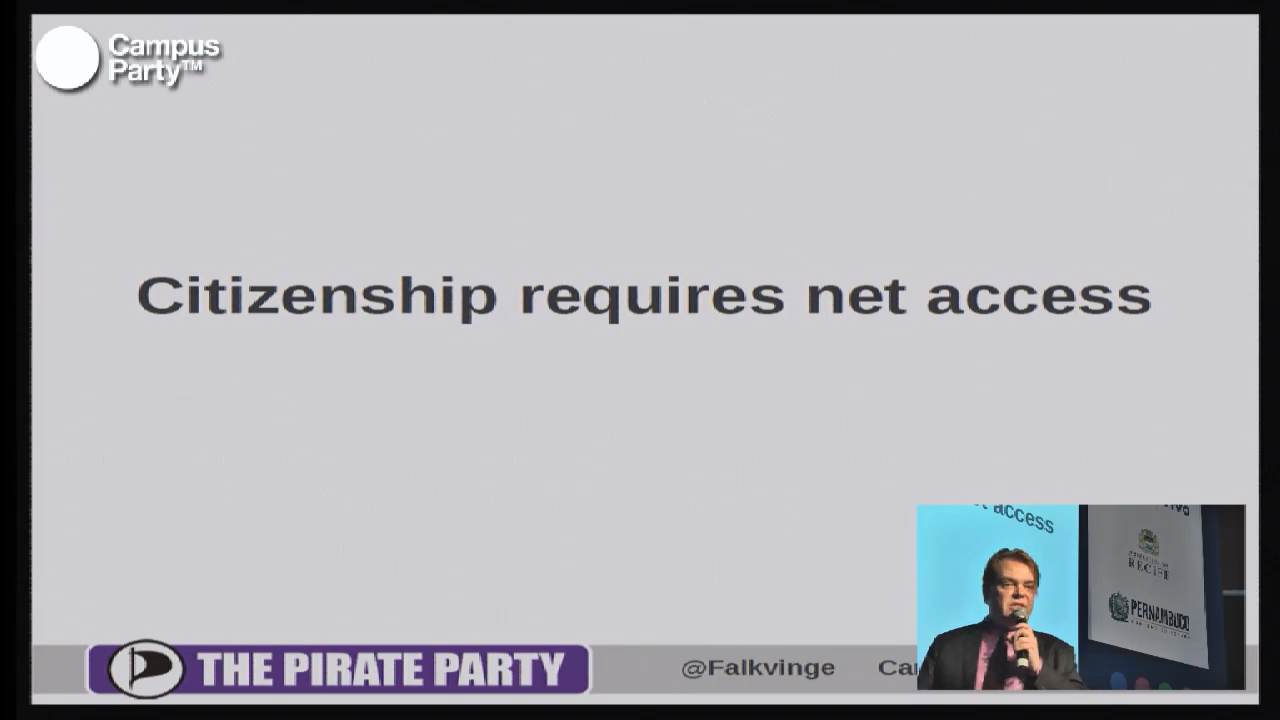 Campus
Party™
Citizenship requires net access
access
RECIFE
PERNAMBUCO
THE PIRATE PARTY
@Falkvinge